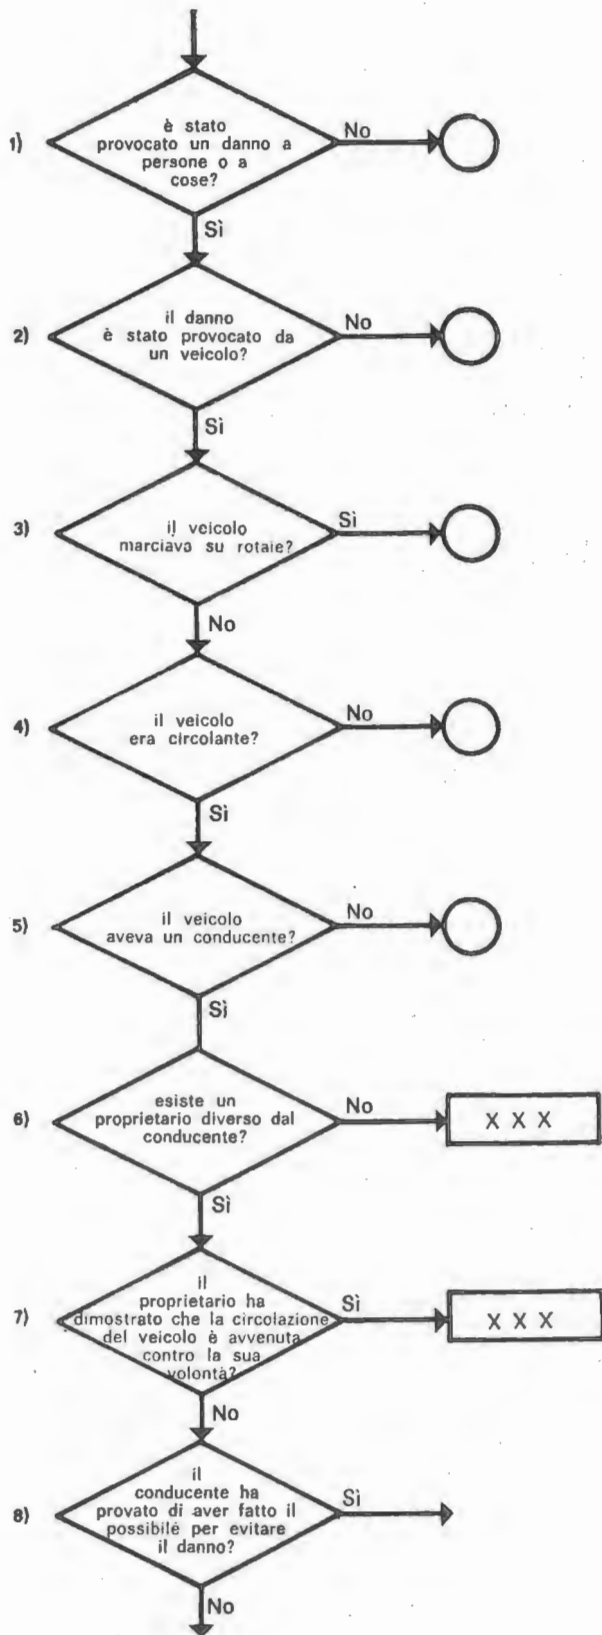 1)
è stato
provocato un danno a
persone o a
cose?
No
Sì
2)
il danno
è stato provocato da
un veicolo?
No
Sì
3)
il veicolo
marciava su rotaie?
Sì
No
4)
il veicolo
era circolante?
No
Sì
5)
il veicolo
aveva un conducente?
No
Sì
6)
esiste un
proprietario diverso dal
conducente?
No
X X X
Sì
7)
il
proprietario ha
dimostrato che la circolazione
del veicolo è avvenuta
contro la sua
volontà?
Sì
X X X
No
8)
il
conducente ha
provato di aver fatto il
possibile per evitare
il danno?
Sì
No